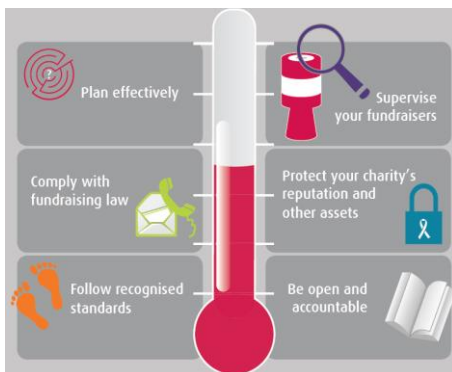 ?
Plan effectively
Supervise
your fundraisers
Comply with
fundraising law
Protect your charity's
reputation and
other assets
Follow recognised
standards
Be open and
accountable